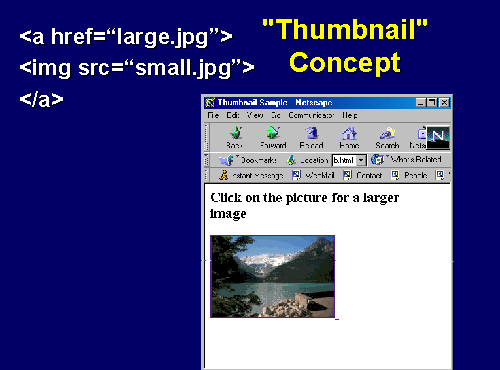 <a href=“large.jpg”>
<img src=“small.jpg”>
</a>
"Thumbnail"
Concept
Thumbnail Sample - Netscape
File Edit View Go Communicator Help
Back Forward Reload Home Search Nets
N
Bookmarks Location b.html What's Related
Instant Message WebMail Contact People
Click on the picture for a larger
image